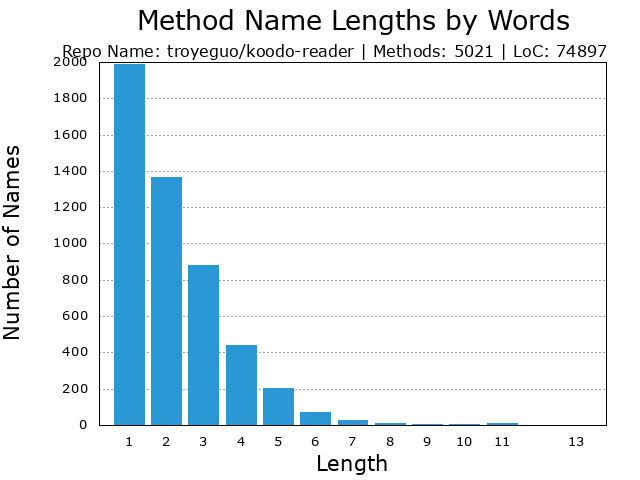 Method Name Lengths by Words
Repo Name: troyeguo/koodo-reader | Methods: 5021 | LoC: 74897
Number of Names
2000
1800
1600
1400
1200
1000
800
600
400
200
0
1 2 3 4 5 6 7 8 9 10 11 13
Length